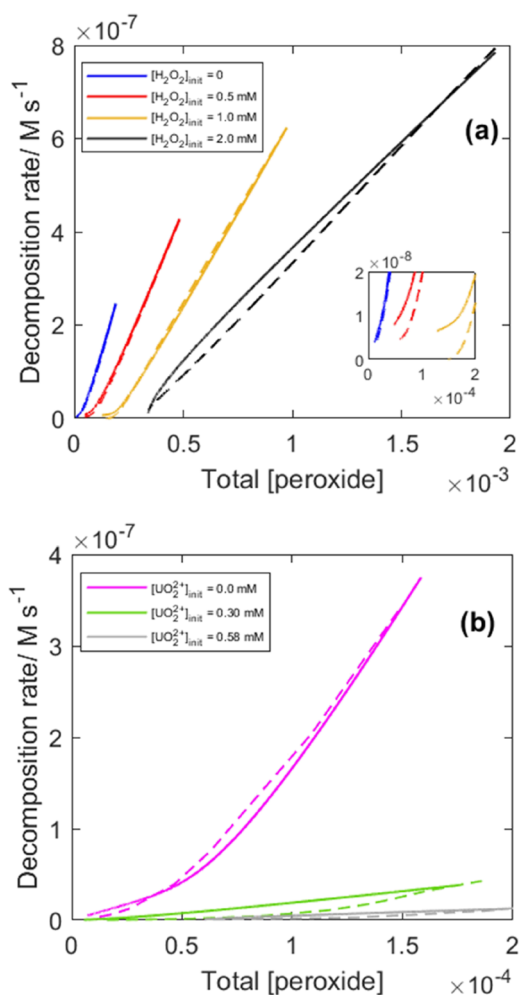 ×10⁻⁷
(a)
Decomposition rate/ M s⁻¹
8
6
4
2
0
[H₂O₂]ᵢₙᵢₜ = 0
[H₂O₂]ᵢₙᵢₜ = 0.5 mM
[H₂O₂]ᵢₙᵢₜ = 1.0 mM
[H₂O₂]ᵢₙᵢₜ = 2.0 mM
×10⁻⁸
2
1
0
0 1 2
×10⁻⁴
0 0.5 1 1.5 2
Total [peroxide] ×10⁻³
×10⁻⁷
(b)
Decomposition rate/ M s⁻¹
4
3
2
1
0
[UO₂²⁺]ᵢₙᵢₜ = 0.0 mM
[UO₂²⁺]ᵢₙᵢₜ = 0.30 mM
[UO₂²⁺]ᵢₙᵢₜ = 0.58 mM
0 0.5 1 1.5 2
Total [peroxide] ×10⁻⁴